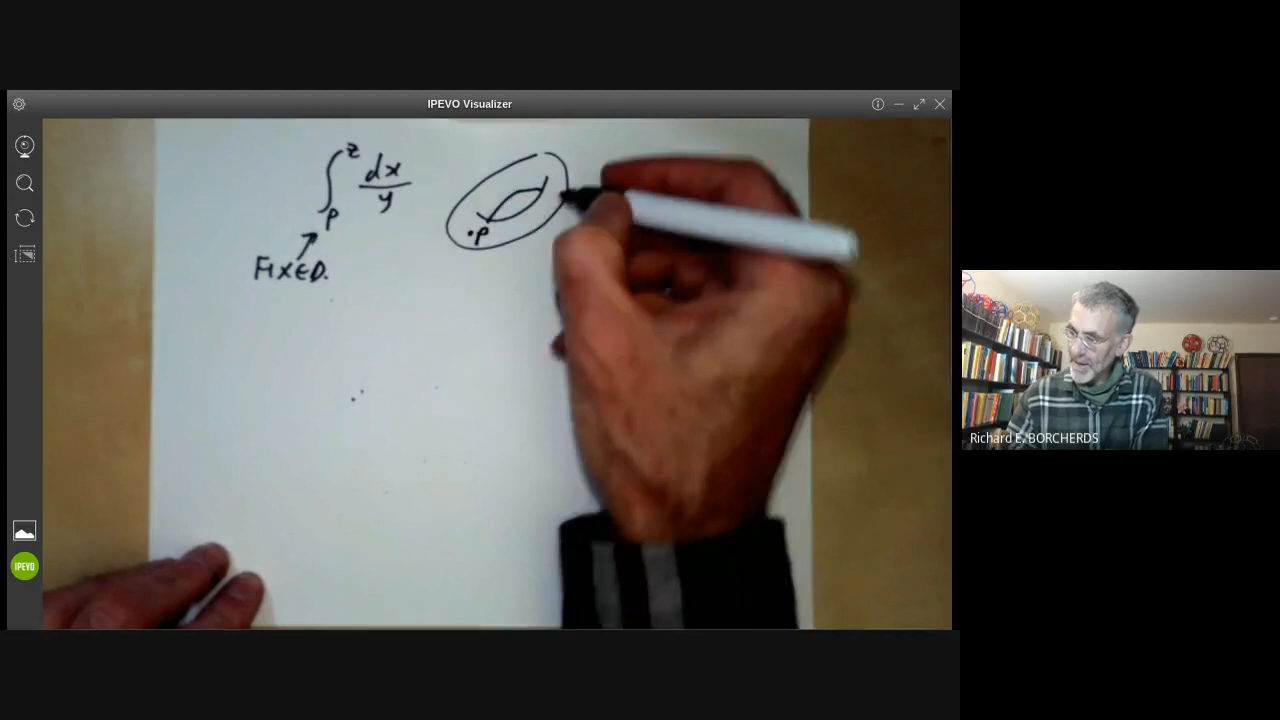 IPEVO Visualizer
∫_p^z dx/y
p
FIXED.
IPEVO
Richard E. BORCHERDS